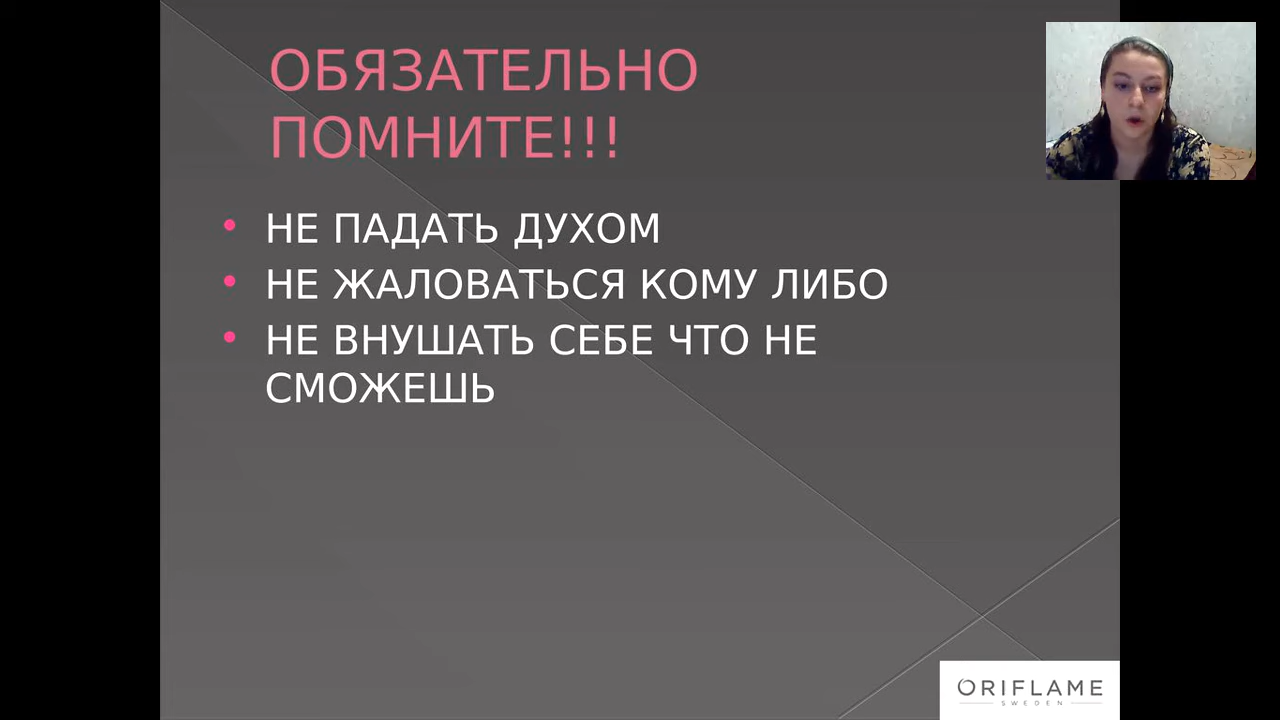 ОБЯЗАТЕЛЬНО
ПОМНИТЕ!!!
• НЕ ПАДАТЬ ДУХОМ
• НЕ ЖАЛОВАТЬСЯ КОМУ ЛИБО
• НЕ ВНУШАТЬ СЕБЕ ЧТО НЕ
СМОЖЕШЬ
ORIFLAME
SWEDEN